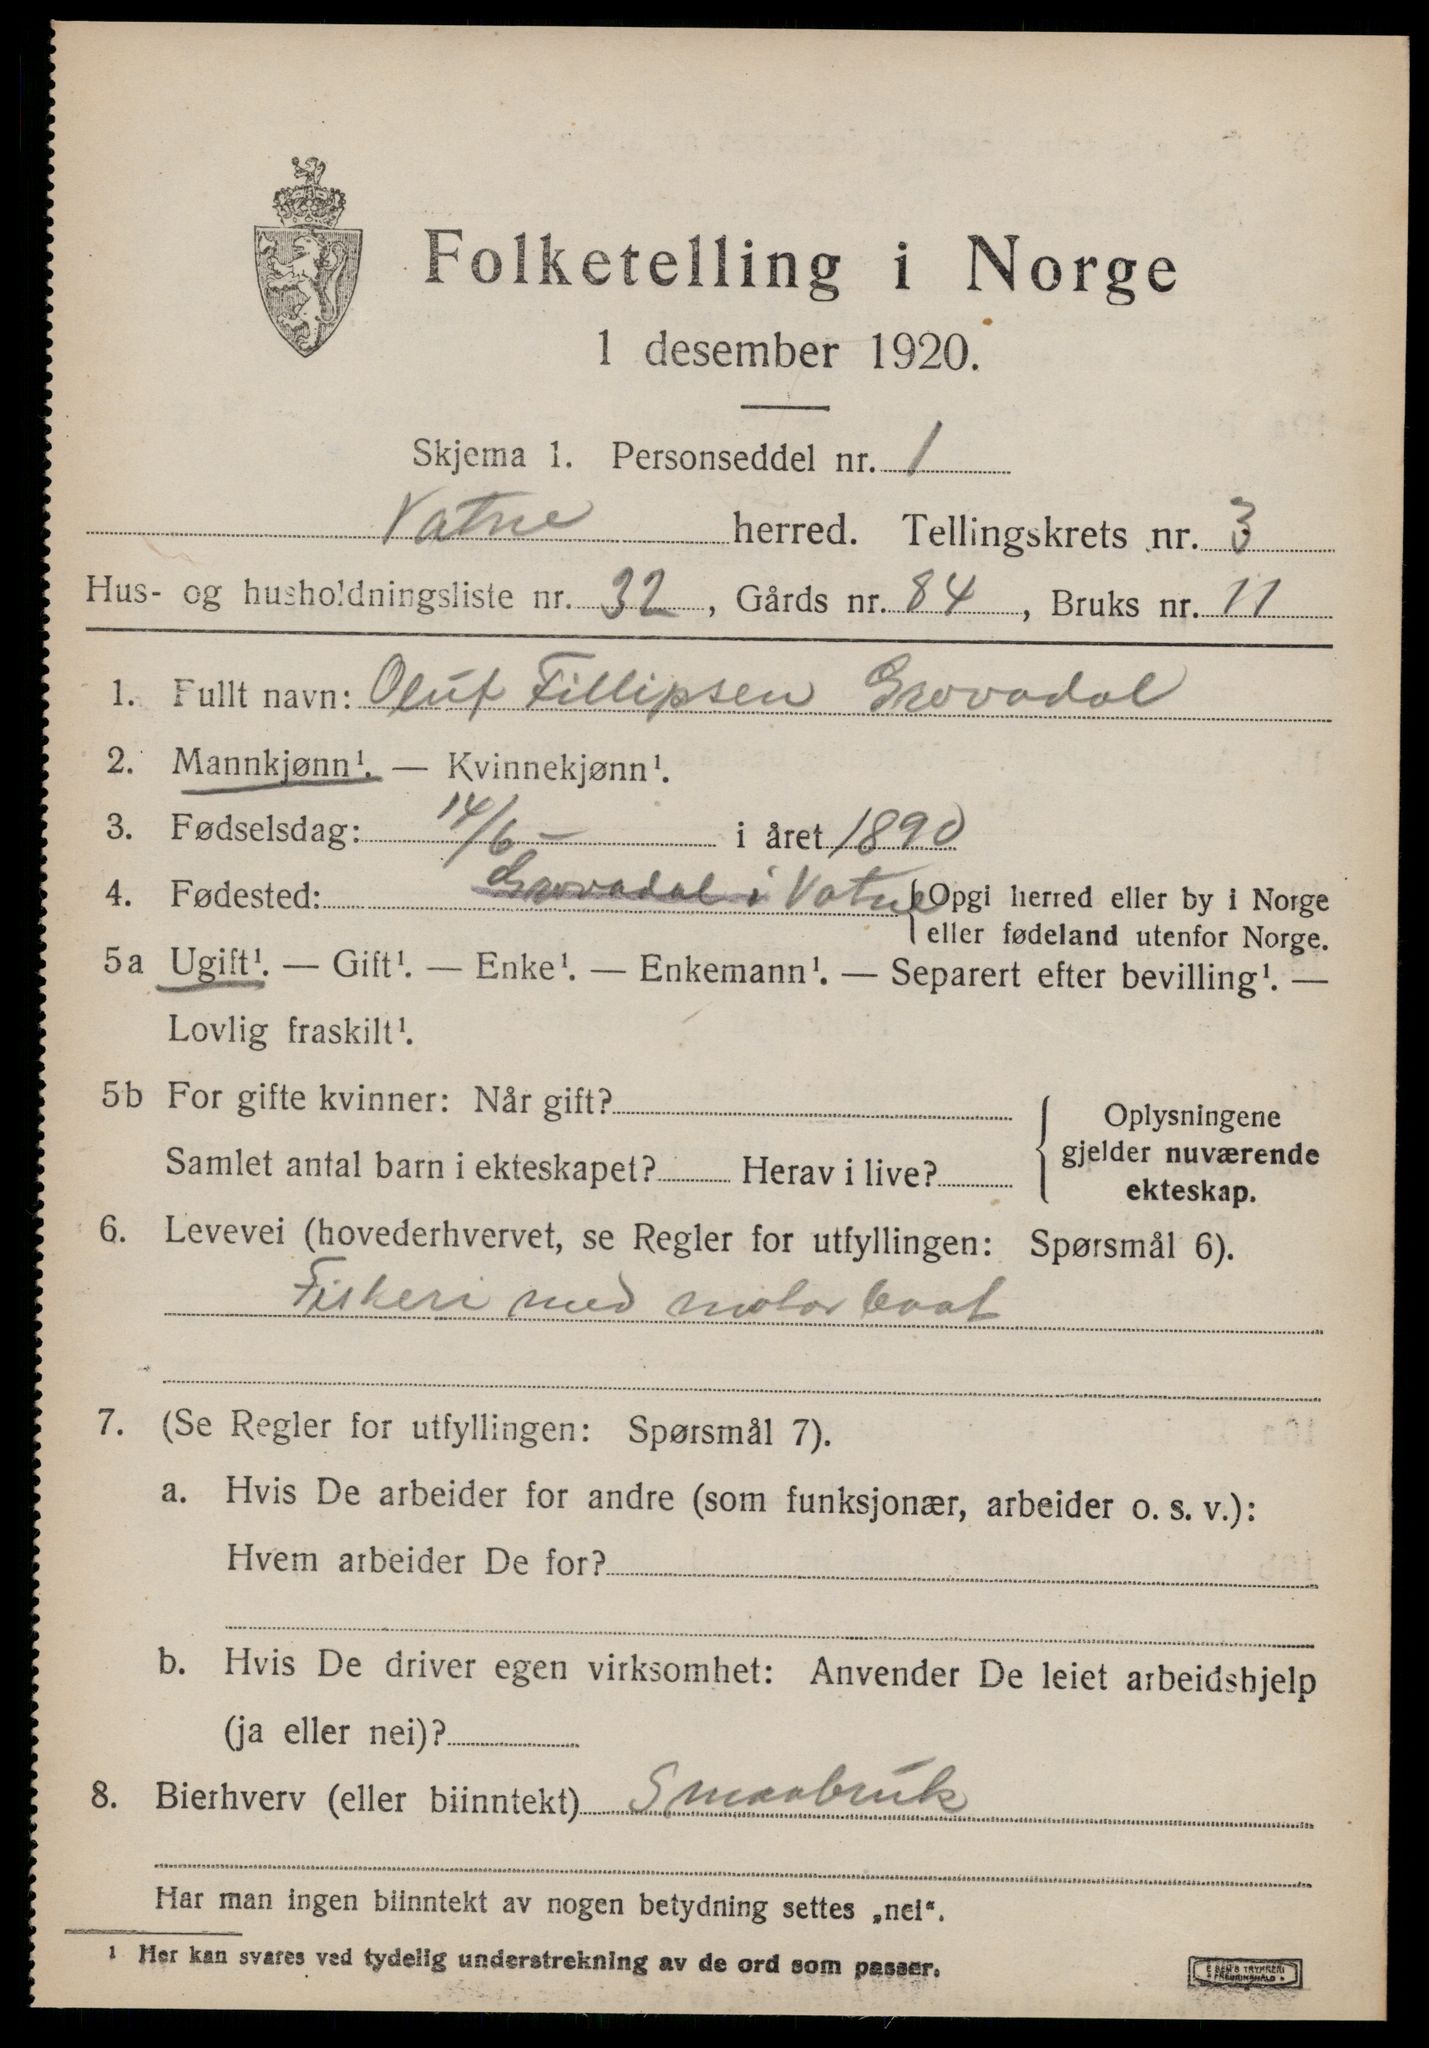 Folketelling i Norge
1 desember 1920.
Skjema 1. Personseddel nr. 1
Vatne herred. Tellingskrets nr. 3
Hus- og husholdningsliste nr. 32, Gårds nr. 84, Bruks nr. 11
1. Fullt navn: Oluf Fillipsen Grovadal
2. Mannkjønn¹. — Kvinnekjønn¹.
3. Fødselsdag: 14/6 — i året 1890
4. Fødested: Grovadal i Vatne { Opgi herred eller by i Norge
eller fødeland utenfor Norge.
5a Ugift¹. — Gift¹. — Enke¹. — Enkemann¹. — Separert efter bevilling¹. —
Lovlig fraskilt¹.
5b For gifte kvinner: Når gift?
Samlet antal barn i ekteskapet? Herav i live?
{ Oplysningene
gjelder nuværende
ekteskap.
6. Levevei (hovederhvervet, se Regler for utfyllingen: Spørsmål 6).
Fiskeri med motorbaat
7. (Se Regler for utfyllingen: Spørsmål 7).
a. Hvis De arbeider for andre (som funksjonær, arbeider o. s. v.):
Hvem arbeider De for?
b. Hvis De driver egen virksomhet: Anvender De leiet arbeidshjelp
(ja eller nei)?
8. Bierhverv (eller biinntekt) Smaabruk
Har man ingen biinntekt av nogen betydning settes „nei“.
¹ Her kan svares ved tydelig understrekning av de ord som passer.